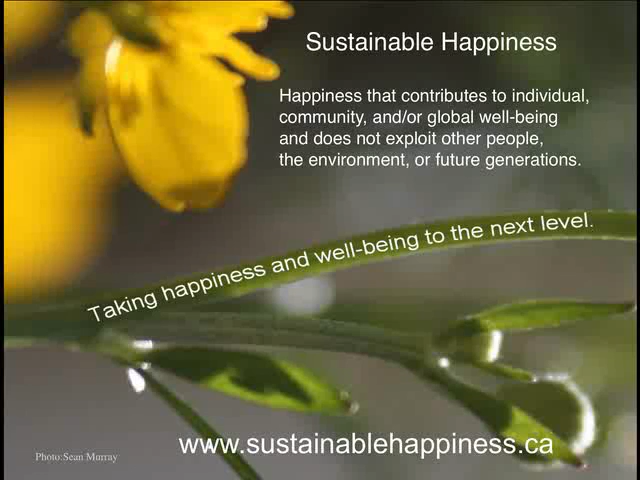 Sustainable Happiness
Happiness that contributes to individual,
community, and/or global well-being
and does not exploit other people,
the environment, or future generations.
Taking happiness and well-being to the next level.
www.sustainablehappiness.ca
Photo:Sean Murray